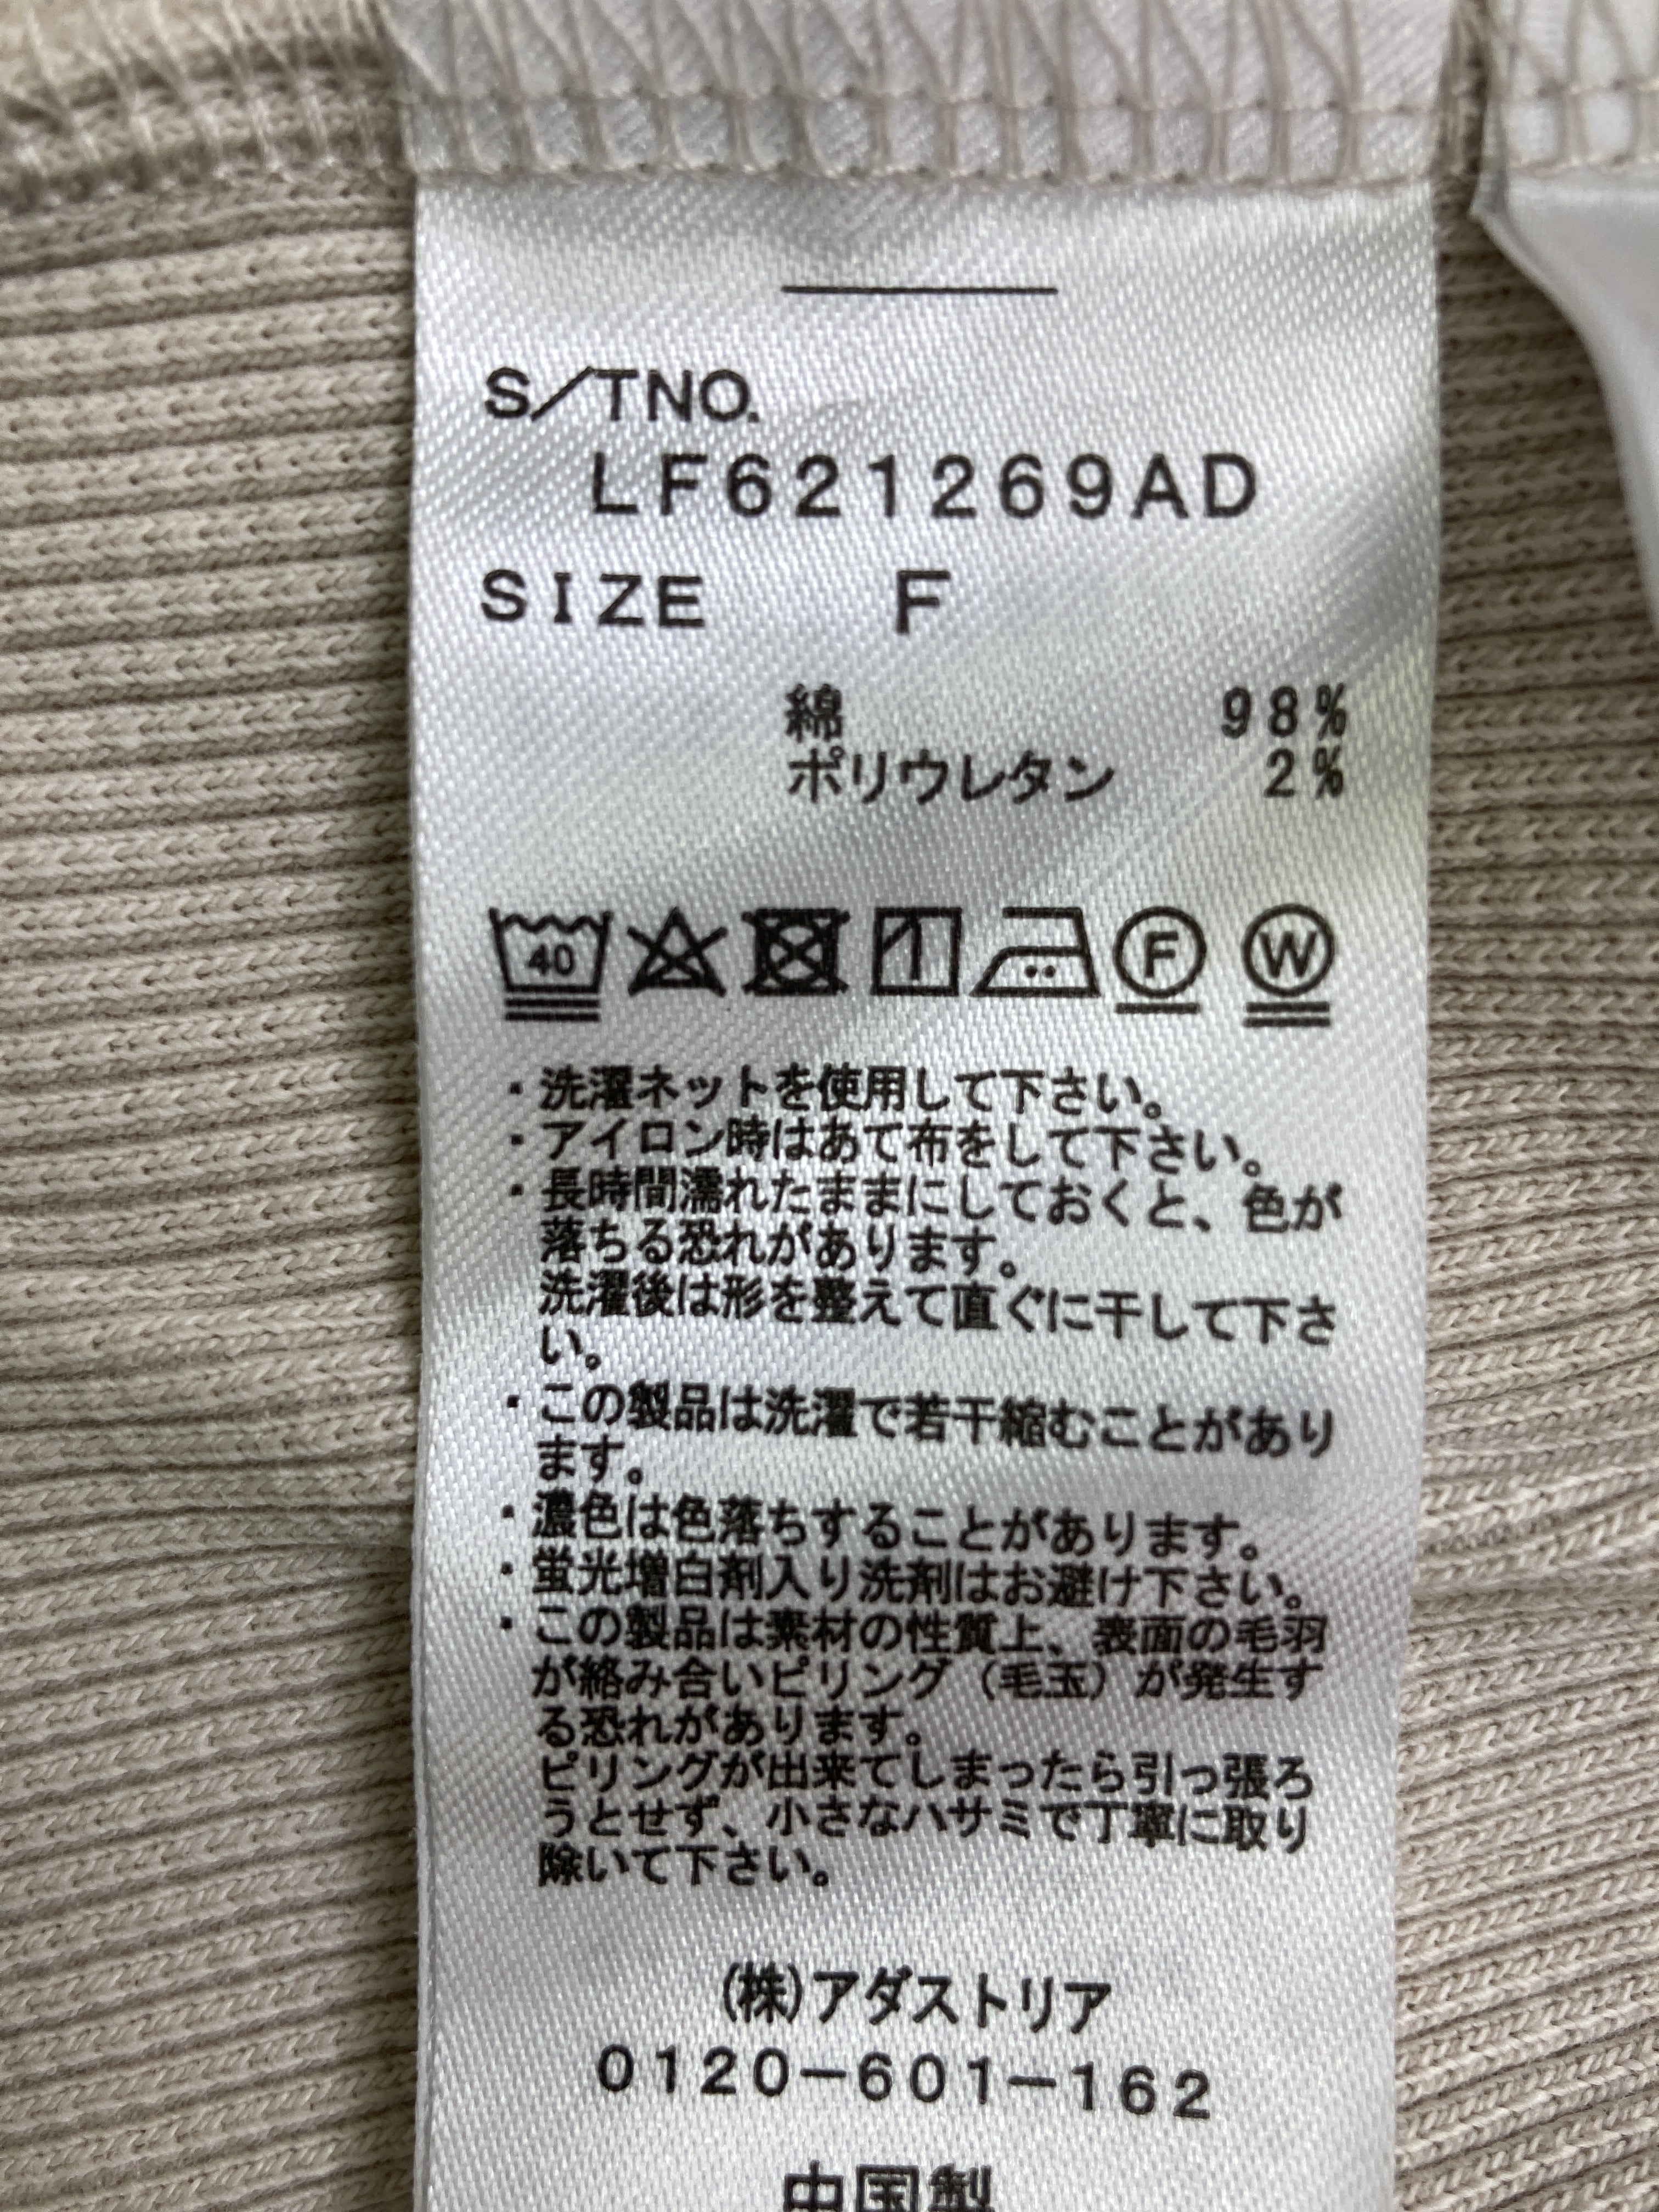 S/TNO.
LF621269AD
SIZE F
綿 98%
ポリウレタン 2%
40 F W
・洗濯ネットを使用して下さい。
・アイロン時はあて布をして下さい。
・長時間濡れたままにしておくと、色が
落ちる恐れがあります。
洗濯後は形を整えて直ぐに干して下さ
い。
・この製品は洗濯で若干縮むことがあり
ます。
・濃色は色落ちすることがあります。
・蛍光増白剤入り洗剤はお避け下さい。
・この製品は素材の性質上、表面の毛羽
が絡み合いピリング（毛玉）が発生す
る恐れがあります。
ピリングが出来てしまったら引っ張ろ
うとせず、小さなハサミで丁寧に取り
除いて下さい。
(株)アダストリア
0120-601-162
中国製